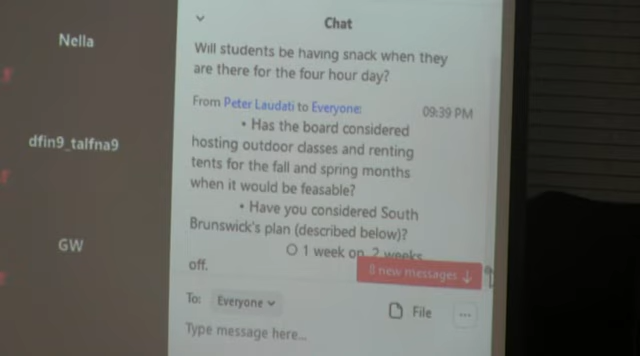 Nella
dfin9_talfna9
GW
Chat
Will students be having snack when they
are there for the four hour day?
From Peter Laudati to Everyone:
09:39 PM
• Has the board considered
hosting outdoor classes and renting
tents for the fall and spring months
when it would be feasable?
• Have you considered South
Brunswick's plan (described below)?
O 1 week on, 2 weeks
off.
8 new messages ↓
To: Everyone
File
...
Type message here...